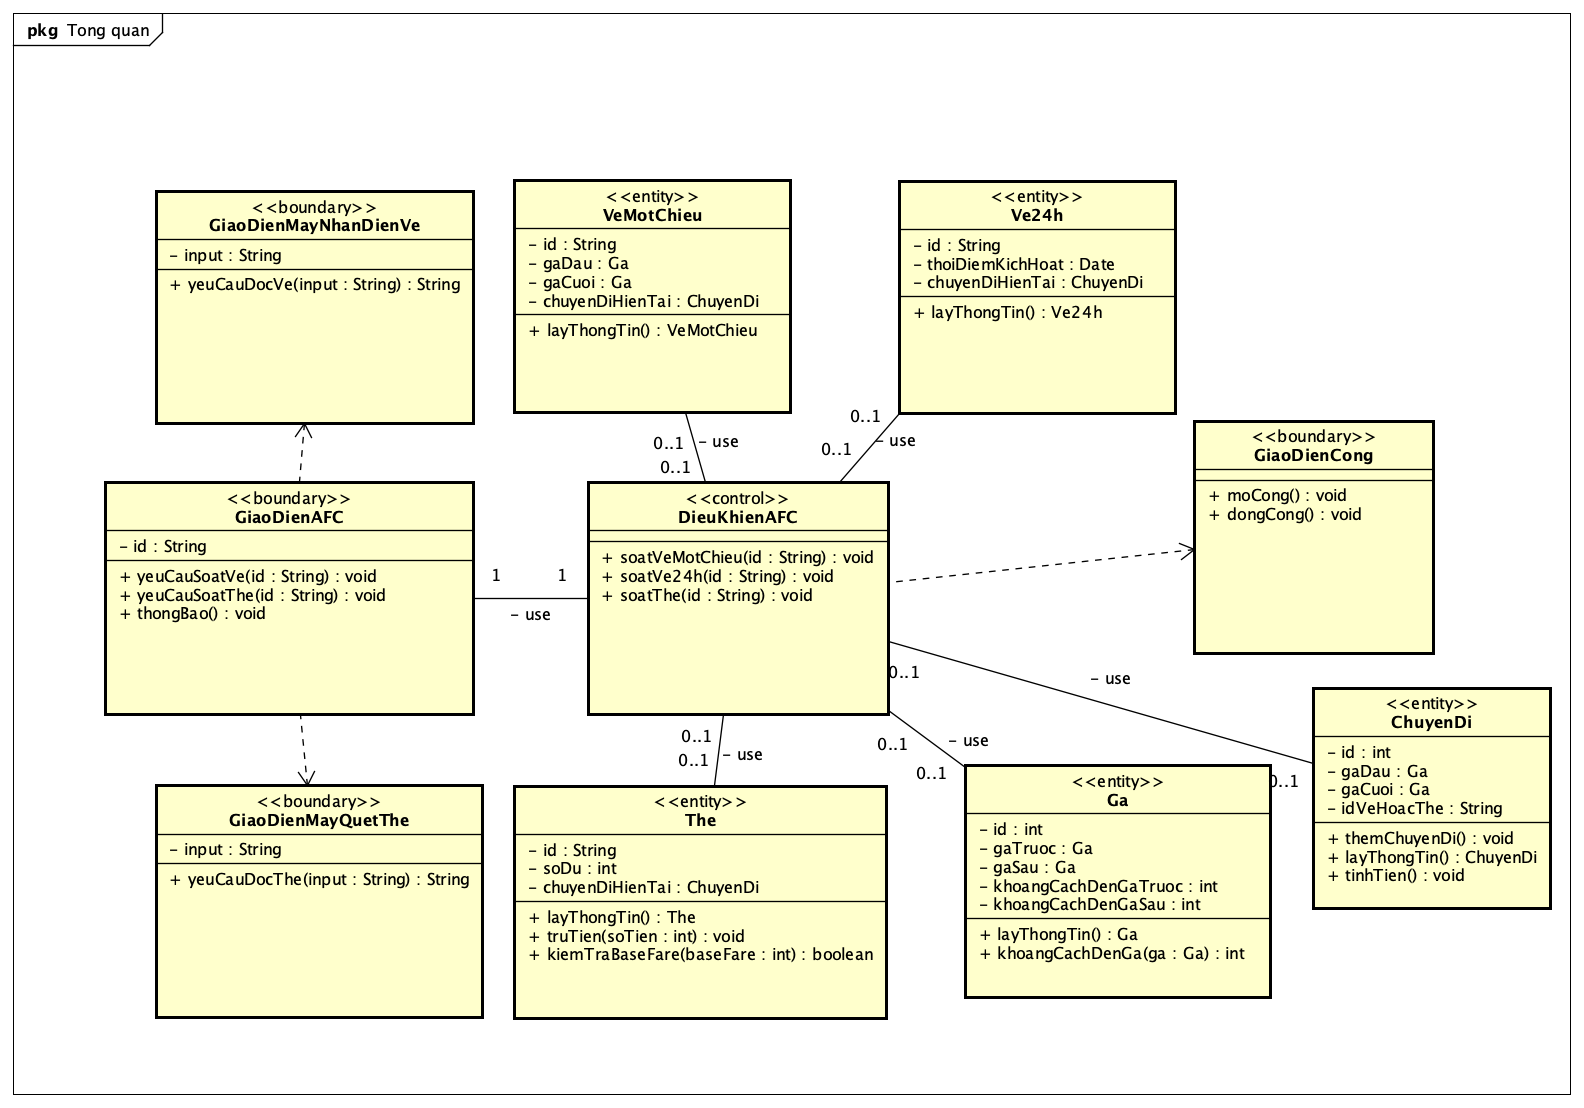 pkg Tong quan
<<boundary>>
GiaoDienMayNhanDienVe
- input : String
+ yeuCauDocVe(input : String) : String
<<entity>>
VeMotChieu
- id : String
- gaDau : Ga
- gaCuoi : Ga
- chuyenDiHienTai : ChuyenDi
+ layThongTin() : VeMotChieu
<<entity>>
Ve24h
- id : String
- thoiDiemKichHoat : Date
- chuyenDiHienTai : ChuyenDi
+ layThongTin() : Ve24h
0..1
- use
0..1
0..1
- use
0..1
<<boundary>>
GiaoDienCong
+ moCong() : void
+ dongCong() : void
<<boundary>>
GiaoDienAFC
- id : String
+ yeuCauSoatVe(id : String) : void
+ yeuCauSoatThe(id : String) : void
+ thongBao() : void
1
1
- use
<<control>>
DieuKhienAFC
+ soatVeMotChieu(id : String) : void
+ soatVe24h(id : String) : void
+ soatThe(id : String) : void
0..1
- use
0..1
<<entity>>
ChuyenDi
- id : int
- gaDau : Ga
- gaCuoi : Ga
- idVeHoacThe : String
+ themChuyenDi() : void
+ layThongTin() : ChuyenDi
+ tinhTien() : void
0..1
- use
0..1
0..1
- use
0..1
<<boundary>>
GiaoDienMayQuetThe
- input : String
+ yeuCauDocThe(input : String) : String
<<entity>>
The
- id : String
- soDu : int
- chuyenDiHienTai : ChuyenDi
+ layThongTin() : The
+ truTien(soTien : int) : void
+ kiemTraBaseFare(baseFare : int) : boolean
<<entity>>
Ga
- id : int
- gaTruoc : Ga
- gaSau : Ga
- khoangCachDenGaTruoc : int
- khoangCachDenGaSau : int
+ layThongTin() : Ga
+ khoangCachDenGa(ga : Ga) : int